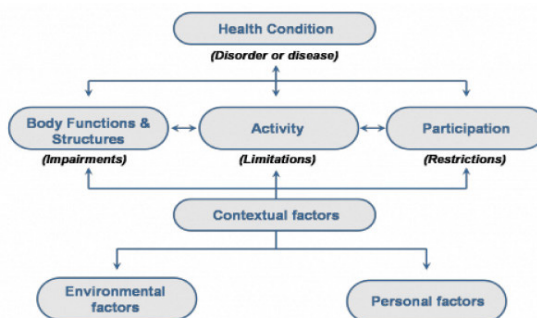 Health Condition
(Disorder or disease)
Body Functions &
Structures
Activity
Participation
(Impairments)
(Limitations)
(Restrictions)
Contextual factors
Environmental
factors
Personal factors